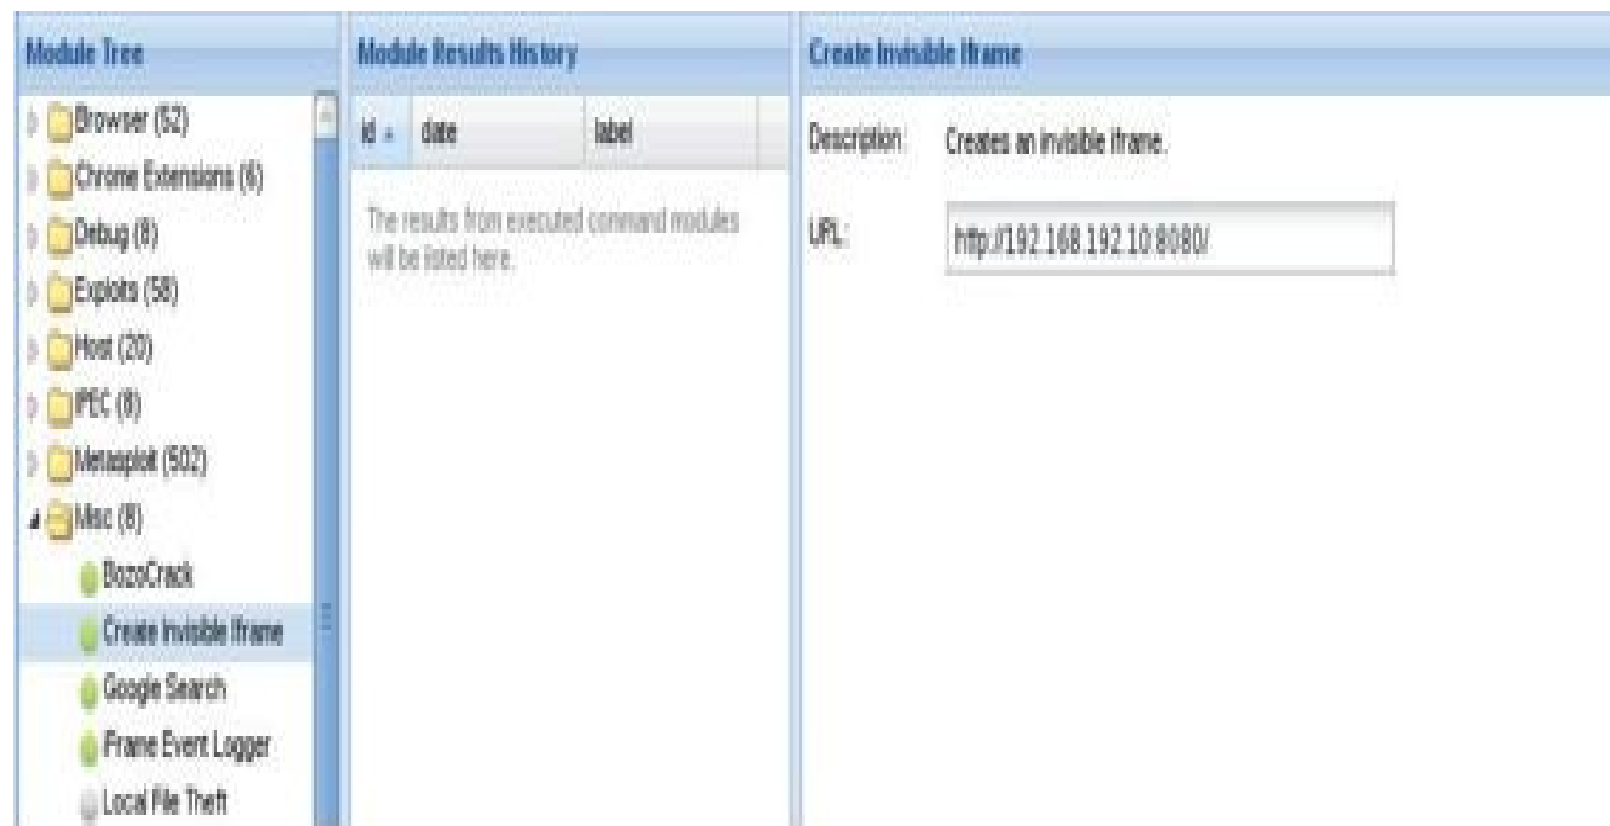 Module Tree
Browser (52)
Chrome Extensions (6)
Debug (8)
Exploits (58)
Host (20)
IPEC (8)
Metasploit (502)
Misc (8)
BozoCrack
Create Invisible Iframe
Google Search
iFrame Event Logger
Local File Theft
Module Results History
id date label
The results from executed command modules
will be listed here.
Create Invisible Iframe
Description: Creates an invisible iframe.
URL: http://192.168.192.10:8080/